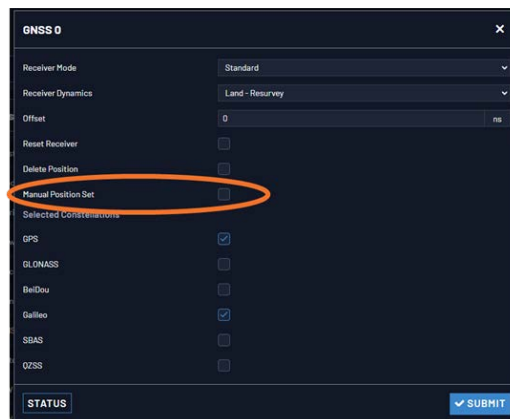 GNSS 0 ×
Receiver Mode Standard
Receiver Dynamics Land - Resurvey
Offset 0 ns
Reset Receiver
Delete Position
Manual Position Set
Selected Constellations
GPS
GLONASS
BeiDou
Galileo
SBAS
QZSS
STATUS SUBMIT